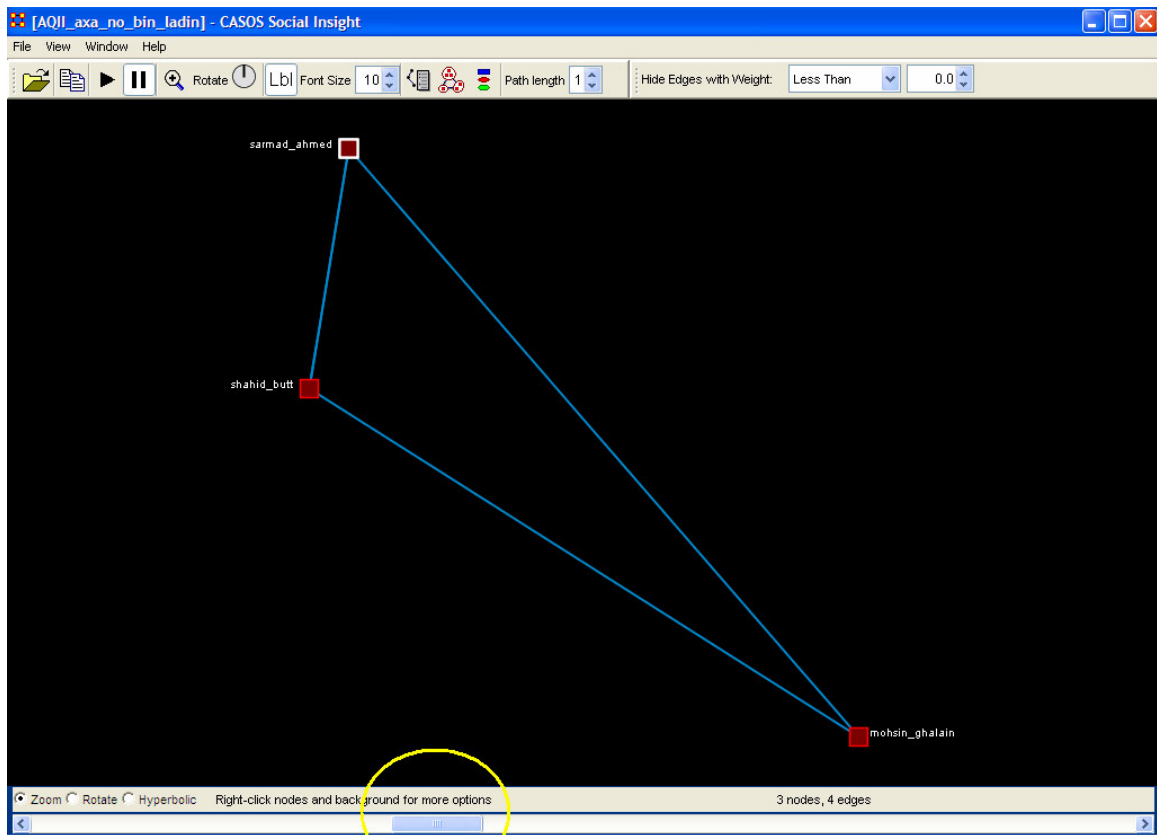 [AQII_axa_no_bin_ladin] - CASOS Social Insight
File View Window Help
Rotate Lbl Font Size 10 Path length 1 Hide Edges with Weight: Less Than 0.0
sarmad_ahmed
shahid_butt
mohsin_ghalain
Zoom Rotate Hyperbolic Right-click nodes and background for more options 3 nodes, 4 edges